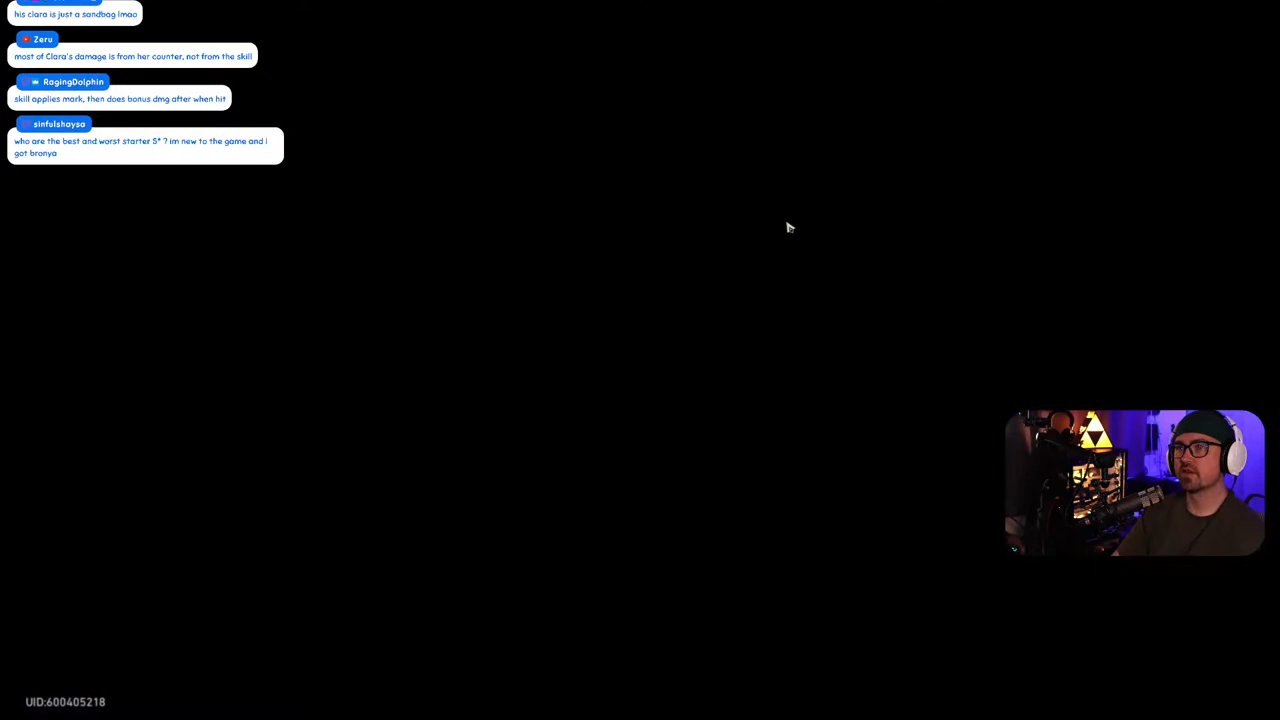 his clara is just a sandbag lmao
Zeru
most of Clara's damage is from her counter, not from the skill
RagingDolphin
skill applies mark, then does bonus dmg after when hit
sinfulshaysa
who are the best and worst starter 5* ? im new to the game and i
got bronya
UID:600405218